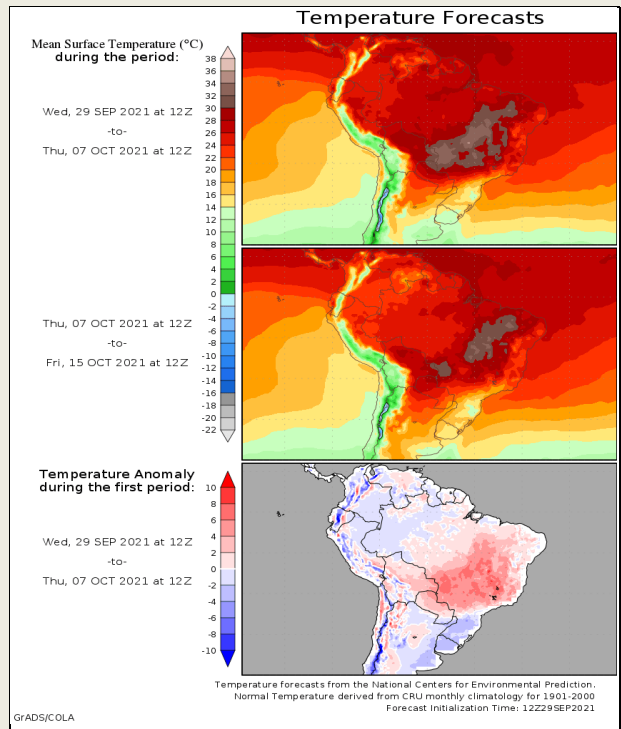 Temperature Forecasts
Mean Surface Temperature (°C)
during the period:
Wed, 29 SEP 2021 at 12Z
-to-
Thu, 07 OCT 2021 at 12Z
38
36
34
32
30
28
26
24
22
20
18
16
14
12
10
8
6
4
2
0
-2
-4
-6
-8
-10
-12
-14
-16
-18
-20
-22
Thu, 07 OCT 2021 at 12Z
-to-
Fri, 15 OCT 2021 at 12Z
Temperature Anomaly
during the first period:
Wed, 29 SEP 2021 at 12Z
-to-
Thu, 07 OCT 2021 at 12Z
10
8
6
4
2
0
-2
-4
-6
-8
-10
Temperature forecasts from the National Centers for Environmental Prediction.
Normal Temperature derived from CRU monthly climatology for 1901-2000
Forecast Initialization Time: 12Z29SEP2021
GrADS/COLA